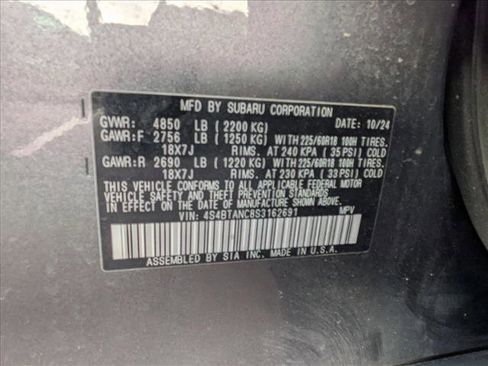 MFD BY SUBARU CORPORATION
GVWR: 4850 LB ( 2200 KG) DATE: 10/24
GAWR:F 2756 LB ( 1250 KG) WITH 225/60R18 100H TIRES,
18X7J RIMS, AT 240 KPA ( 35 PSI) COLD
GAWR:R 2690 LB ( 1220 KG) WITH 225/60R18 100H TIRES,
18X7J RIMS, AT 230 KPA ( 33 PSI) COLD
THIS VEHICLE CONFORMS TO ALL APPLICABLE FEDERAL MOTOR
VEHICLE SAFETY AND THEFT PREVENTION STANDARDS IN
EFFECT ON THE DATE OF MANUFACTURE SHOWN ABOVE.
VIN: 4S4BTANC8S3162691 MPV
ASSEMBLED BY SIA INC. MADE IN U.S.A.